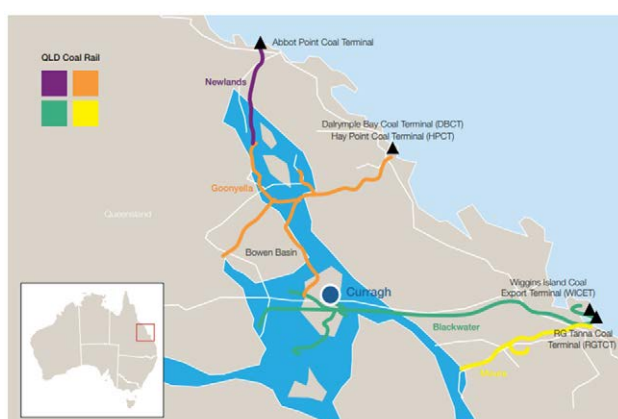 Abbot Point Coal Terminal
QLD Coal Rail
Newlands
Dalrymple Bay Coal Terminal (DBCT)
Hay Point Coal Terminal (HPCT)
Goonyella
Queensland
Bowen Basin
Curragh
Wiggins Island Coal
Export Terminal (WICET)
Blackwater
RG Tanna Coal
Terminal (RGTCT)
Moura